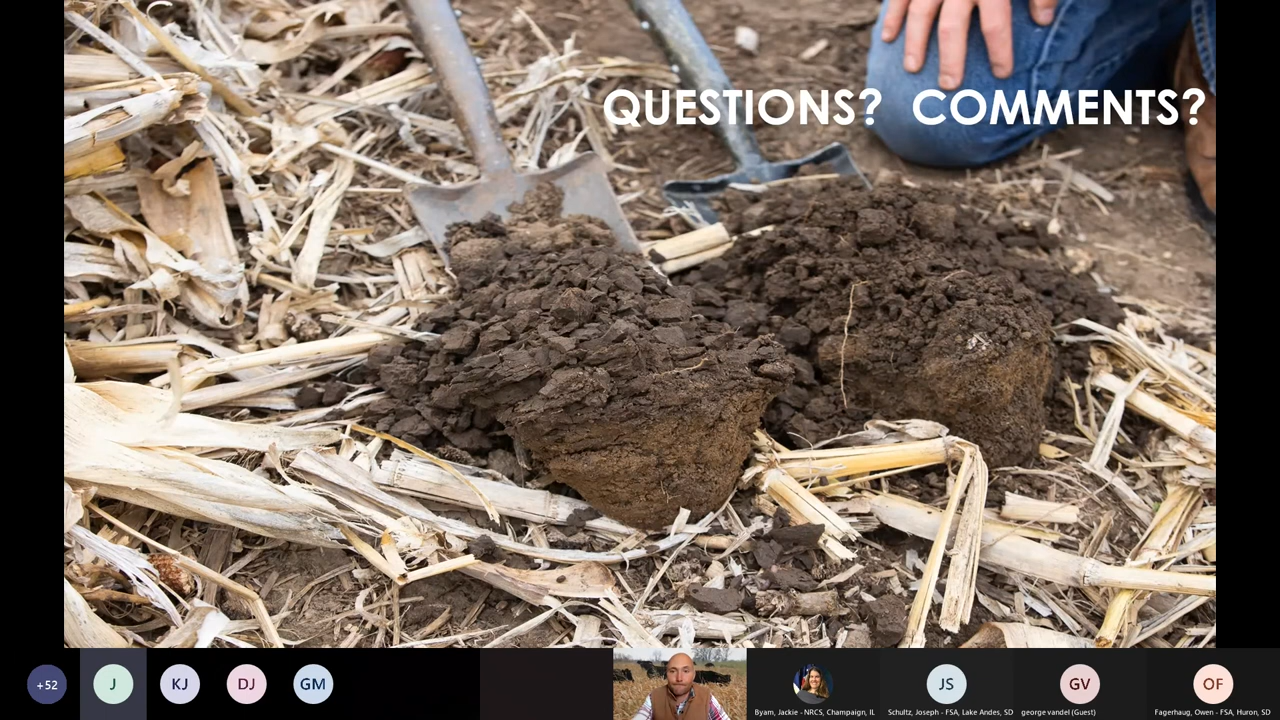 QUESTIONS?  COMMENTS?
+52
J
KJ
DJ
GM
JS
GV
OF
Byam, Jackie - NRCS, Champaign, IL
Schultz, Joseph - FSA, Lake Andes, SD
george vandel (Guest)
Fagerhaug, Owen - FSA, Huron, SD